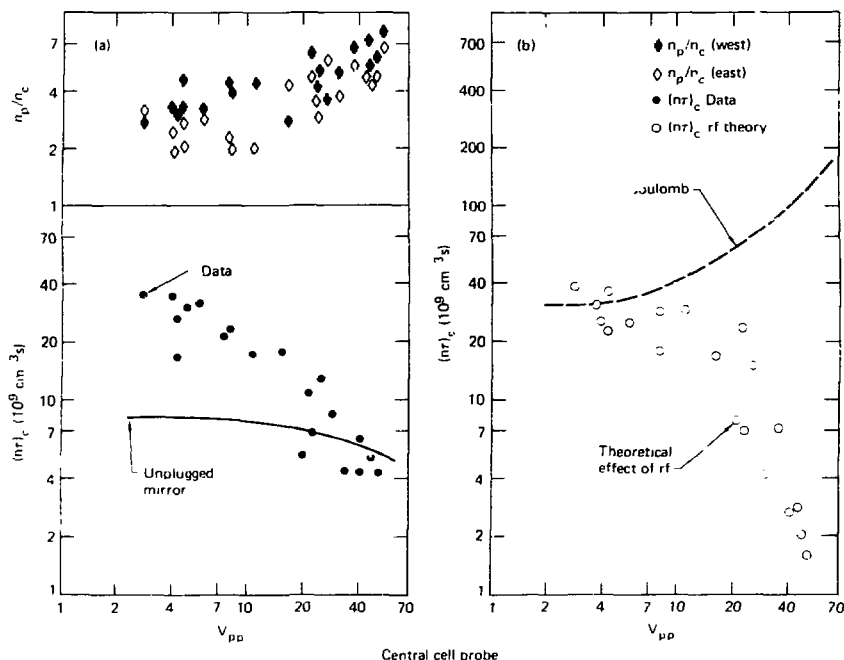 (a)
7
4
2
1
n_p/n_c
70
40
20
10
7
4
2
1
(nτ)_c (10^9 cm^3s)
Data
Unplugged
mirror
1 2 4 7 10 20 40 70
V_pp
(b)
700
400
200
100
70
40
20
10
7
4
2
1
(nτ)_c (10^9 cm^3s)
n_p/n_c (west)
n_p/n_c (east)
(nτ)_c Data
(nτ)_c rf theory
oulomb
Theoretical
effect of rf
1 2 4 7 10 20 40 70
V_pp
Central cell probe